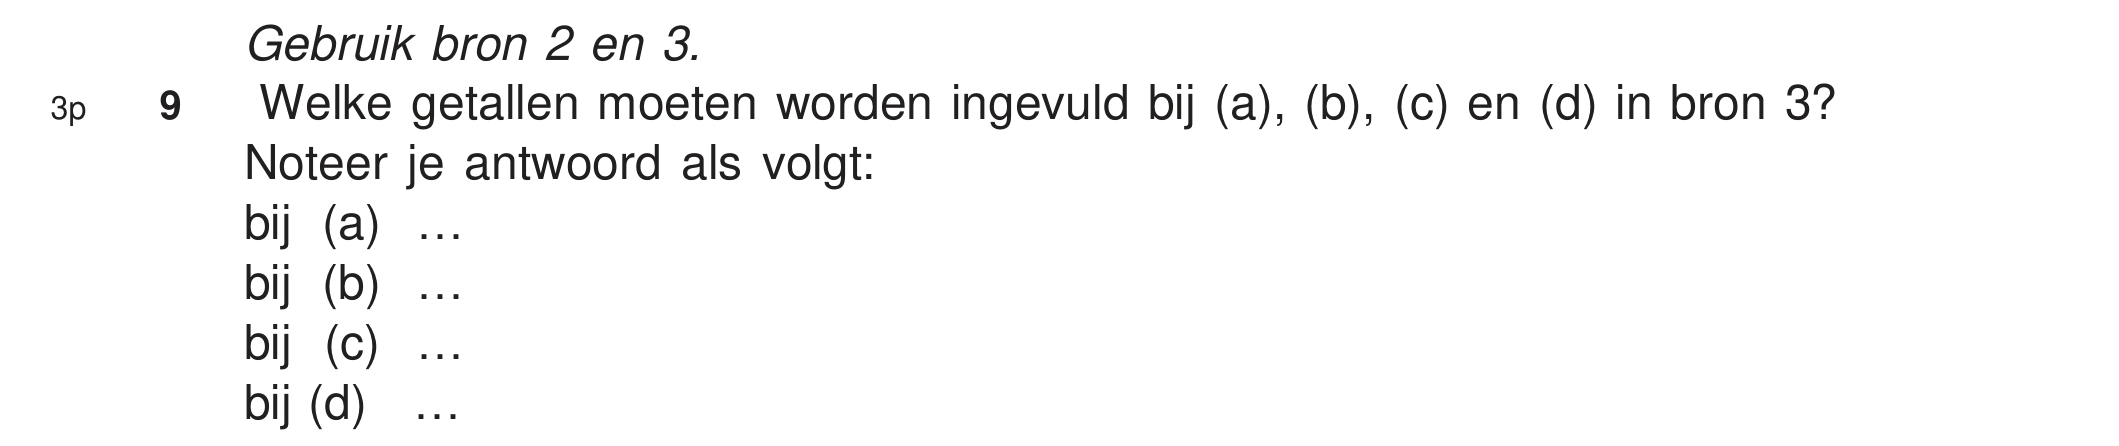 Gebruik bron 2 en 3.
3p 9 Welke getallen moeten worden ingevuld bij (a), (b), (c) en (d) in bron 3?
Noteer je antwoord als volgt:
bij (a) …
bij (b) …
bij (c) …
bij (d) …